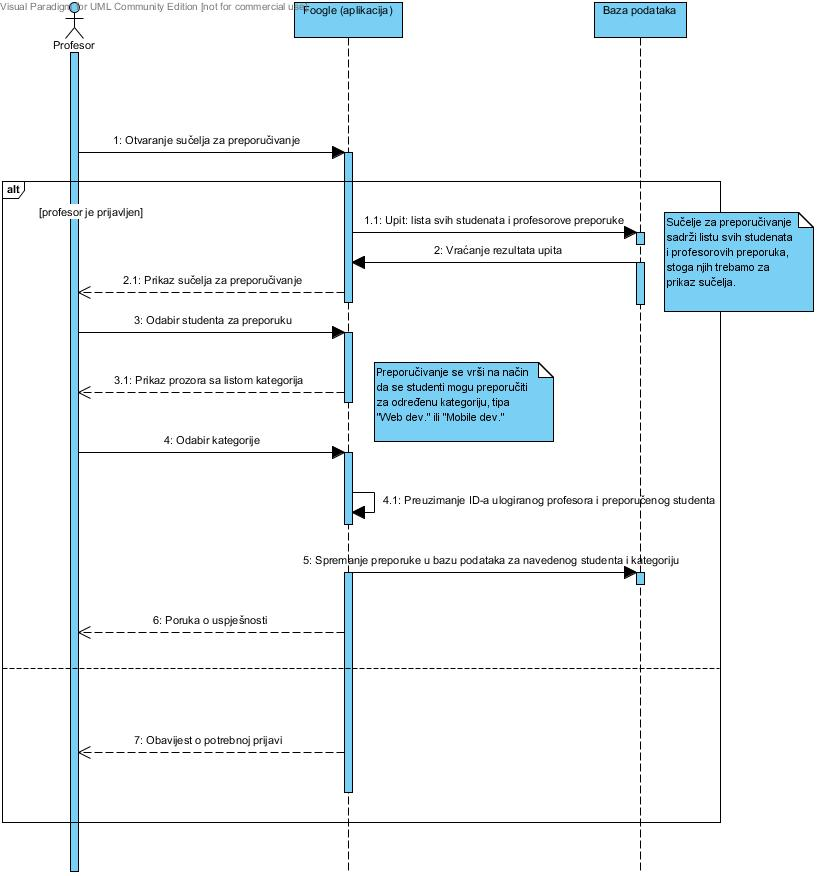 Visual Paradigm for UML Community Edition [not for commercial use]
Profesor
Foogle (aplikacija)
Baza podataka
1: Otvaranje sučelja za preporučivanje
alt
[profesor je prijavljen]
1.1: Upit: lista svih studenata i profesorove preporuke
Sučelje za preporučivanje
sadrži listu svih studenata
i profesorovih preporuka,
stoga njih trebamo za
prikaz sučelja.
2: Vraćanje rezultata upita
2.1: Prikaz sučelja za preporučivanje
3: Odabir studenta za preporuku
3.1: Prikaz prozora sa listom kategorija
Preporučivanje se vrši na način
da se studenti mogu preporučiti
za određenu kategoriju, tipa
"Web dev." ili "Mobile dev."
4: Odabir kategorije
4.1: Preuzimanje ID-a ulogiranog profesora i preporučenog studenta
5: Spremanje preporuke u bazu podataka za navedenog studenta i kategoriju
6: Poruka o uspješnosti
7: Obavijest o potrebnoj prijavi